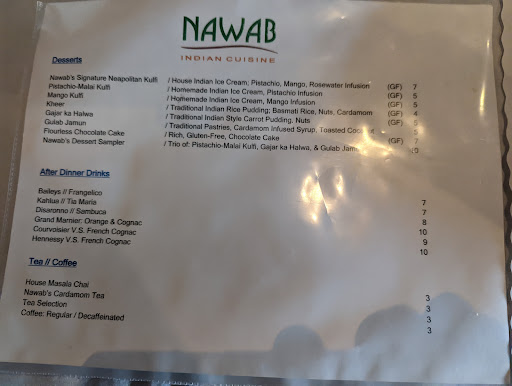 NAWAB
INDIAN CUISINE
Desserts
Nawab's Signature Neapolitan Kulfi / House Indian Ice Cream, Pistachio, Mango, Rosewater Infusion (GF) 7
Pistachio-Malai Kulfi / Homemade Indian Ice Cream, Pistachio Infusion (GF) 5
Mango Kulfi / Homemade Indian Ice Cream, Mango Infusion (GF) 5
Kheer / Traditional Indian Rice Pudding; Basmati Rice, Nuts, Cardamom (GF) 4
Gajar ka Halwa / Traditional Indian Style Carrot Pudding, Nuts (GF) 5
Gulab Jamun / Traditional Pastries, Cardamom Infused Syrup, Toasted Coconut 5
Flourless Chocolate Cake / Rich, Gluten-Free, Chocolate Cake (GF) 7
Nawab's Dessert Sampler / Trio of: Pistachio-Malai Kulfi, Gajar ka Halwa, & Gulab Jamun 10
After Dinner Drinks
Baileys // Frangelico 7
Kahlua // Tia Maria 7
Disaronno // Sambuca 8
Grand Marnier: Orange & Cognac 10
Courvoisier V.S. French Cognac 9
Hennessy V.S. French Cognac 10
Tea // Coffee
House Masala Chai 3
Nawab's Cardamom Tea 3
Tea Selection 3
Coffee: Regular / Decaffeinated 3